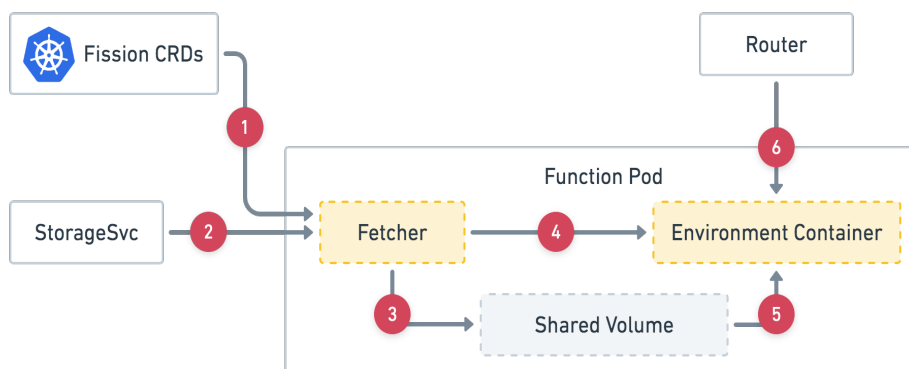 Fission CRDs
Router
1
6
Function Pod
StorageSvc
2
Fetcher
4
Environment Container
3
Shared Volume
5